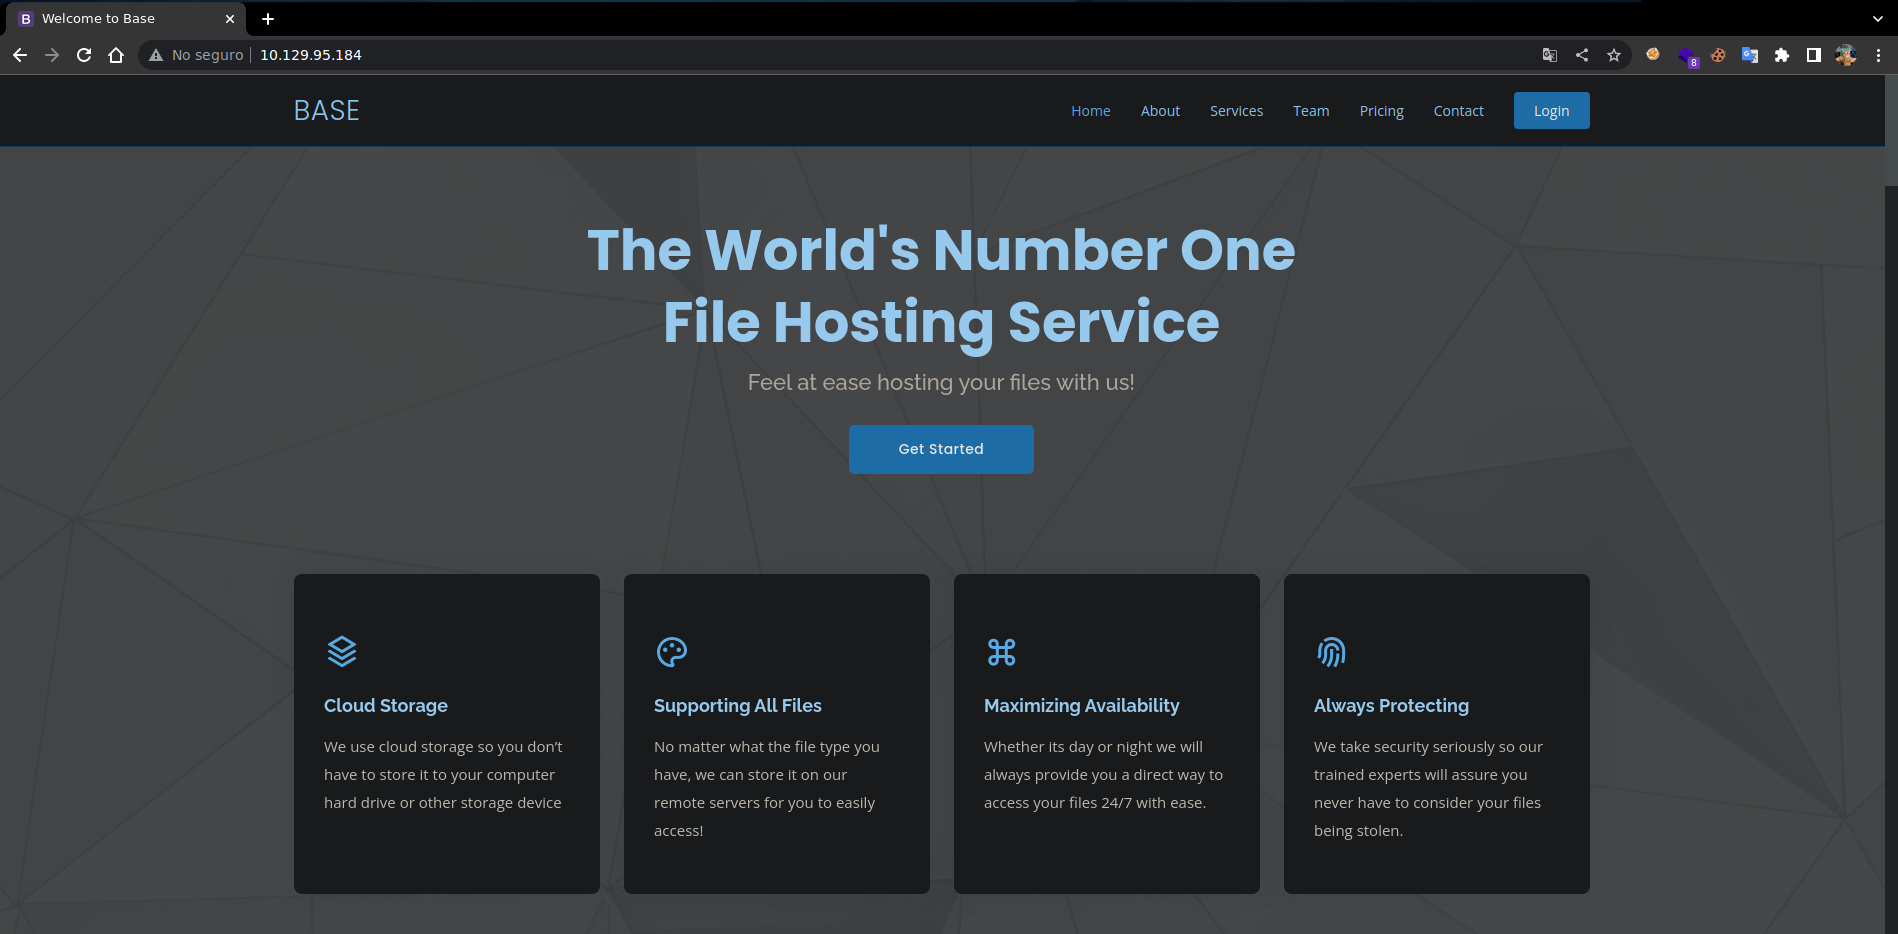 Welcome to Base
No seguro
10.129.95.184
8
BASE
Home
About
Services
Team
Pricing
Contact
Login
The World's Number One
File Hosting Service
Feel at ease hosting your files with us!
Get Started
Cloud Storage
We use cloud storage so you don't
have to store it to your computer
hard drive or other storage device
Supporting All Files
No matter what the file type you
have, we can store it on our
remote servers for you to easily
access!
Maximizing Availability
Whether its day or night we will
always provide you a direct way to
access your files 24/7 with ease.
Always Protecting
We take security seriously so our
trained experts will assure you
never have to consider your files
being stolen.